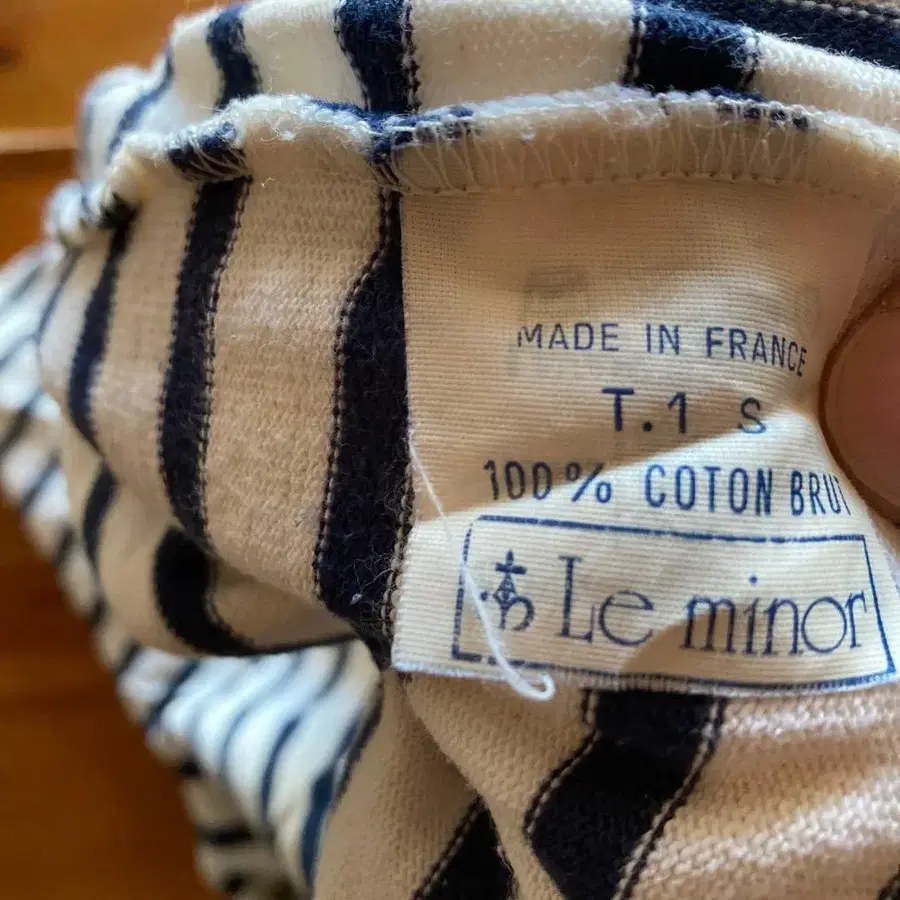 MADE IN FRANCE
T.1 S
100% COTON BRUT
Le minor